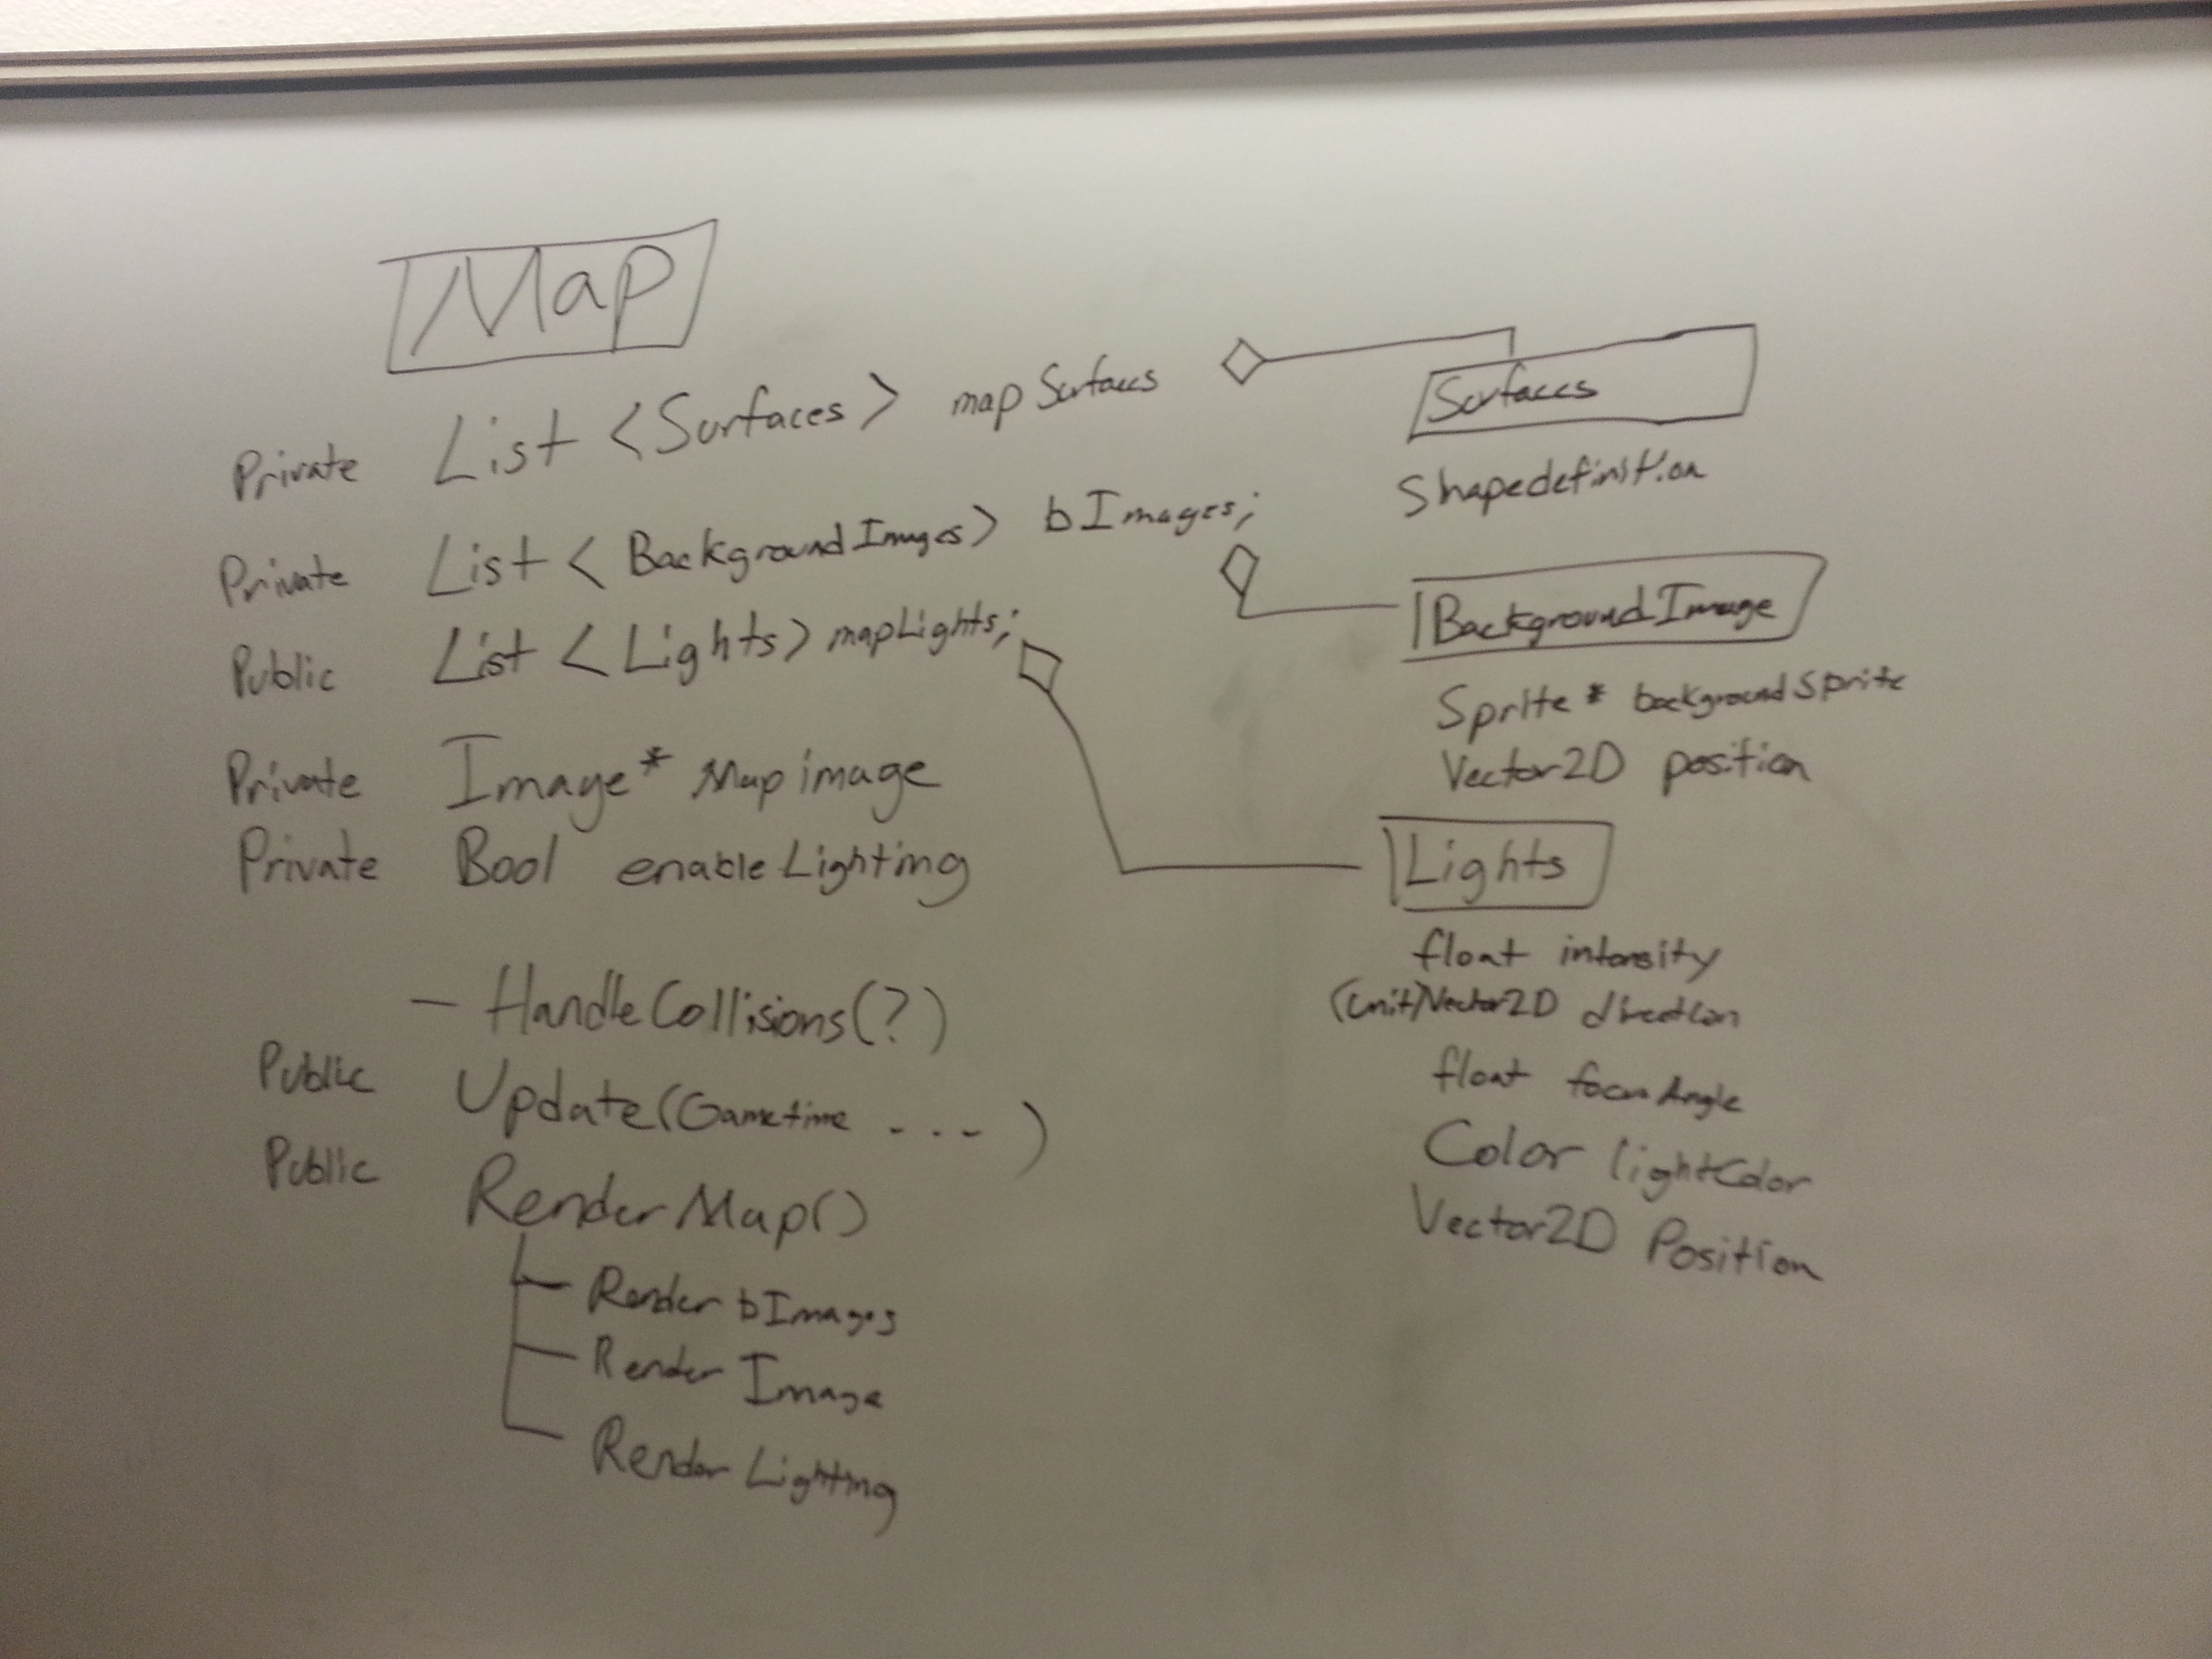 Map
Private List <Surfaces> mapSurfaces
Private List < BackgroundImages> bImages;
Public List < Lights> mapLights;
Private Image* Map image
Private Bool enableLighting
- HandleCollisions(?)
Public Update(Gametime ... )
Public RenderMap()
Render bImages
Render Image
Render Lighting
Surfaces
Shapedefinition
BackgroundImage
Sprite* backgroundSprite
Vector2D position
Lights
float intensity
(unit)Vector2D direction
float focusAngle
Color lightColor
Vector2D Position